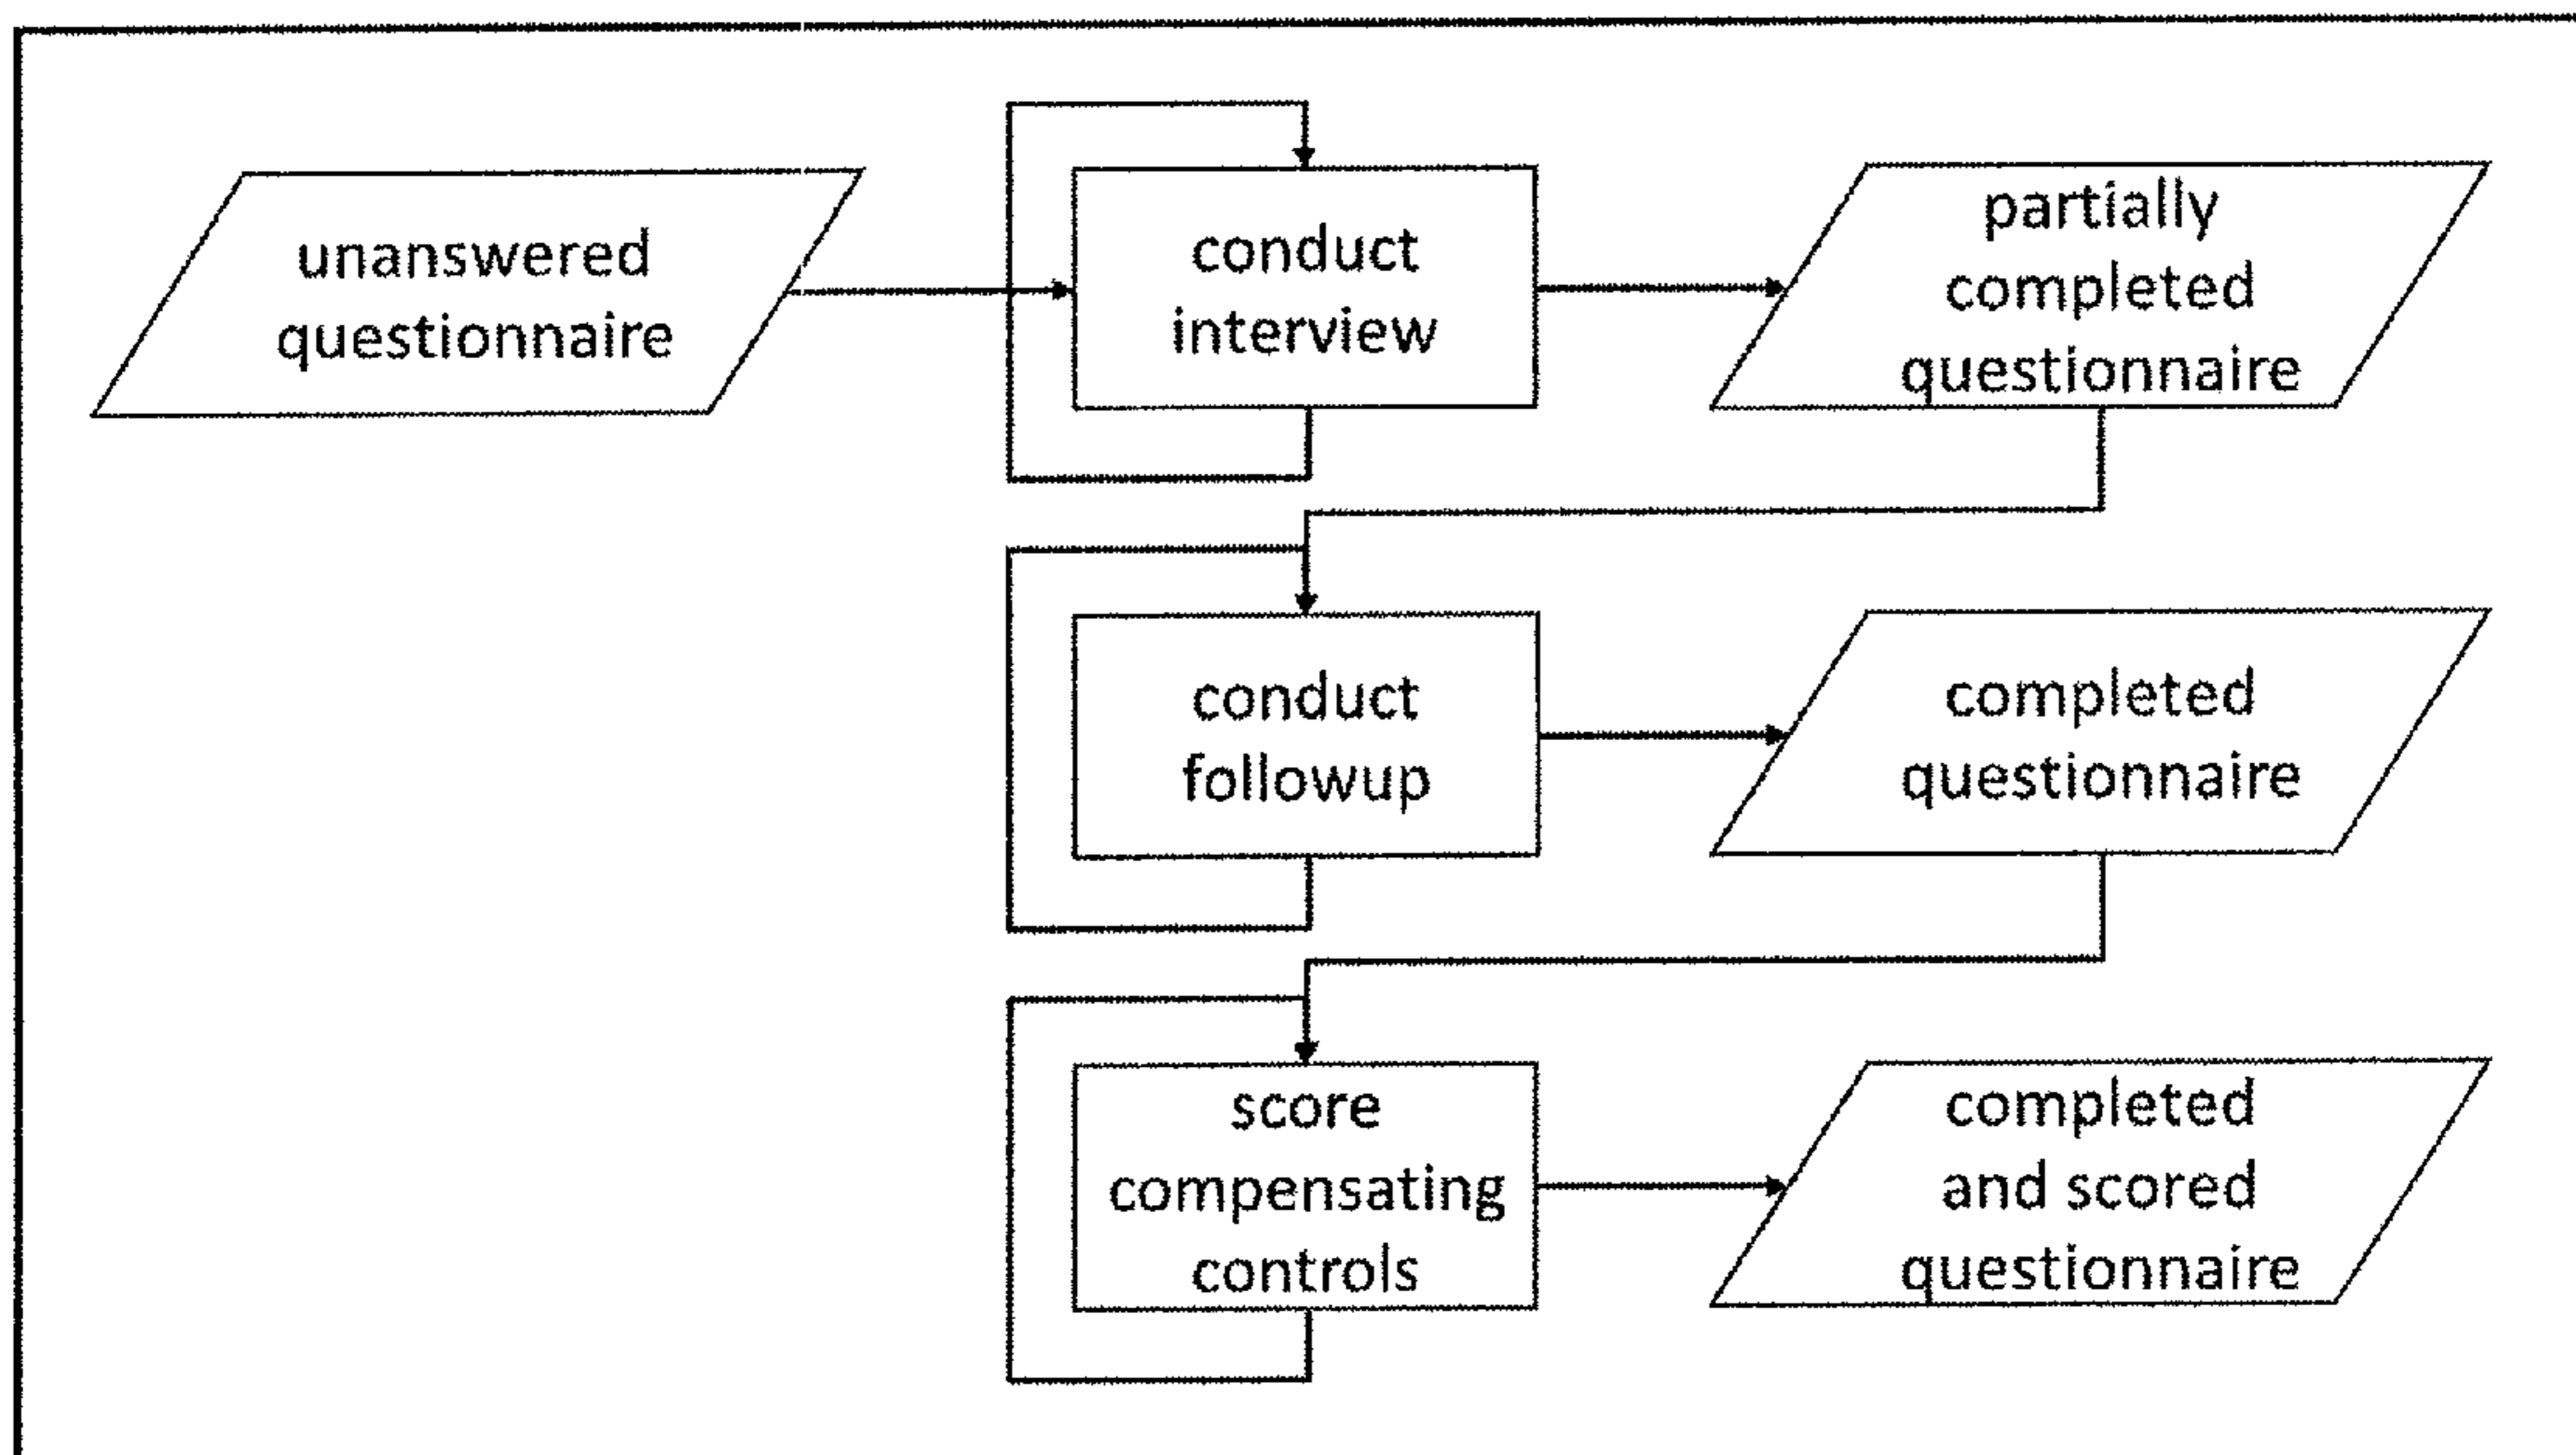 unanswered
questionnaire
conduct
interview
partially
completed
questionnaire
conduct
followup
completed
questionnaire
score
compensating
controls
completed
and scored
questionnaire